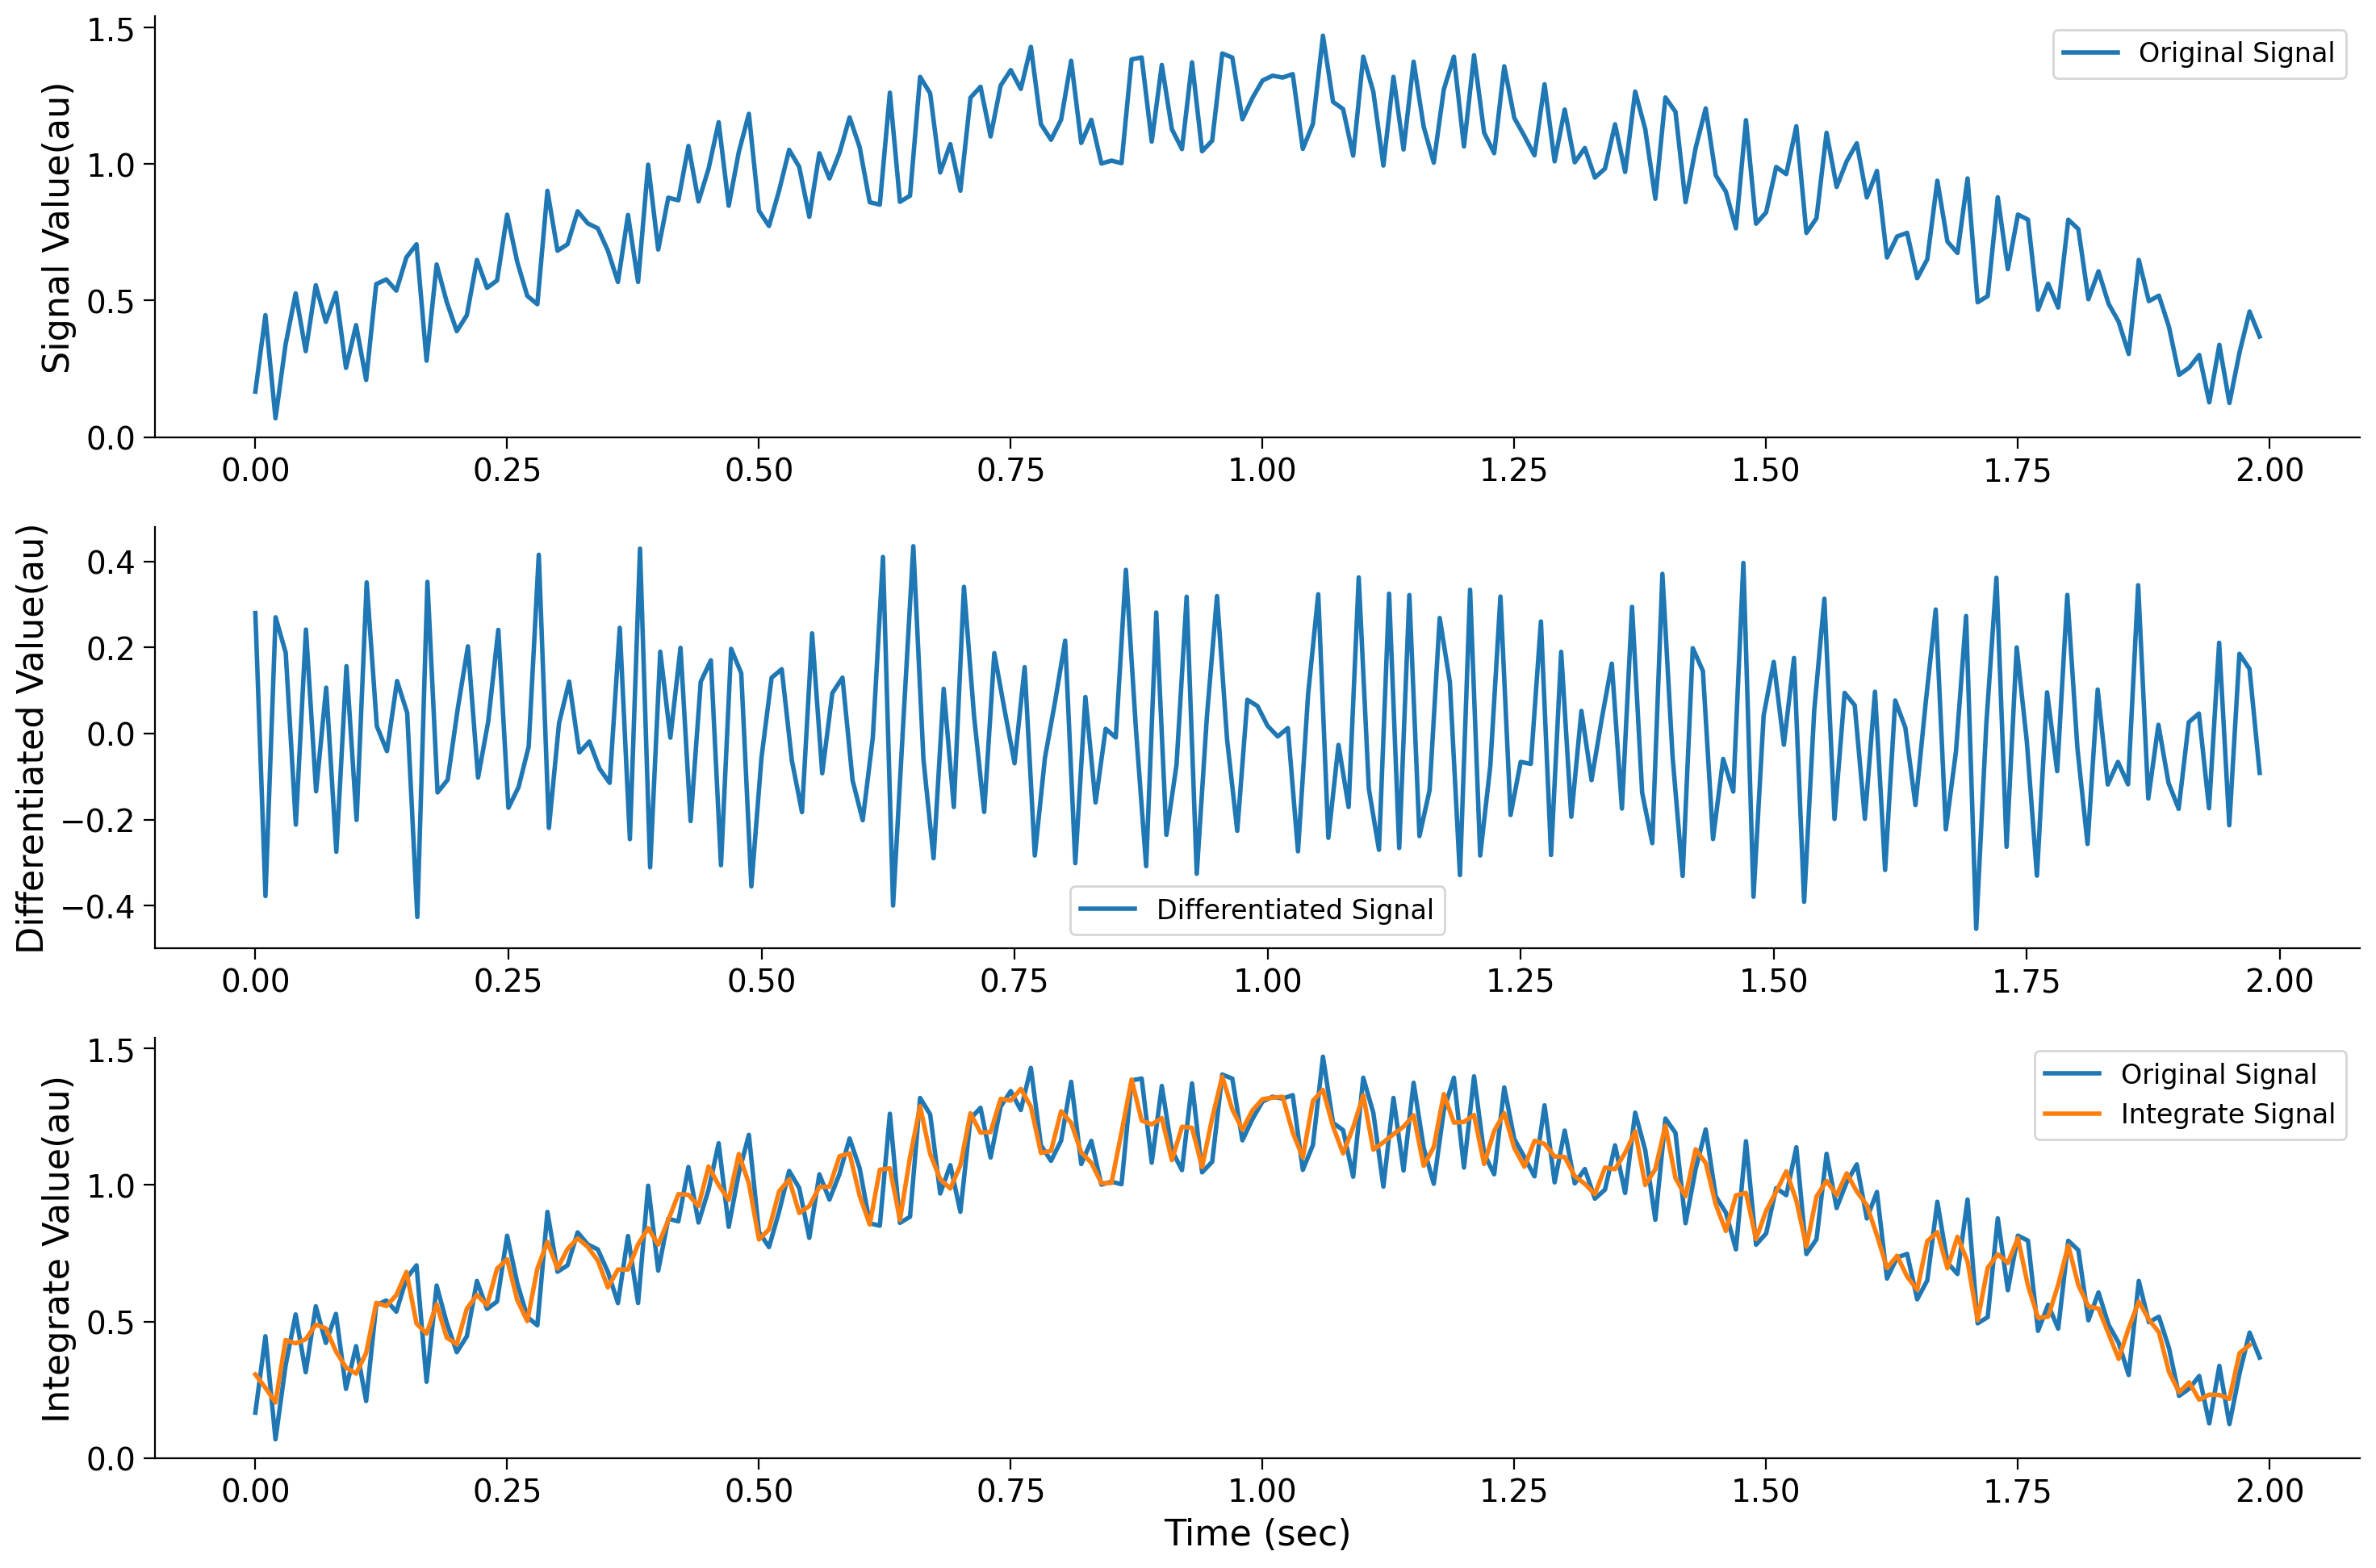 Signal Value(au)
1.5
1.0
0.5
0.0
Original Signal
0.00 0.25 0.50 0.75 1.00 1.25 1.50 1.75 2.00
Differentiated Value(au)
0.4
0.2
0.0
−0.2
−0.4
Differentiated Signal
0.00 0.25 0.50 0.75 1.00 1.25 1.50 1.75 2.00
Integrate Value(au)
1.5
1.0
0.5
0.0
Original Signal
Integrate Signal
0.00 0.25 0.50 0.75 1.00 1.25 1.50 1.75 2.00
Time (sec)